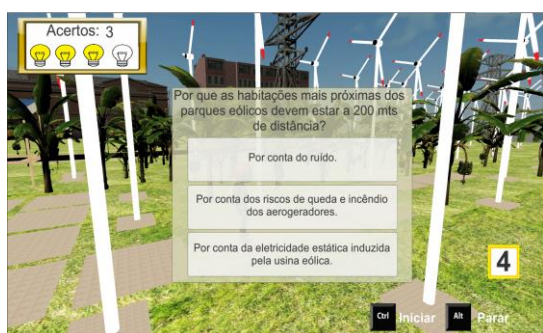 Acertos: 3
Por que as habitações mais próximas dos
parques eólicos devem estar a 200 mts
de distância?
Por conta do ruído.
Por conta dos riscos de queda e incêndio
dos aerogeradores.
Por conta da eletricidade estática induzida
pela usina eólica.
4
Ctrl Iniciar Alt Parar